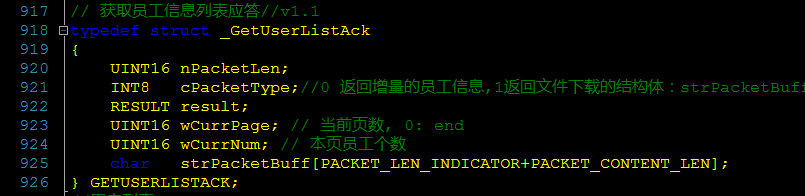 917 // 获取员工信息列表应答//v1.1
918 typedef struct _GetUserListAck
919 {
920 UINT16 nPacketLen;
921 INT8 cPacketType;//0 返回增量的员工信息,1返回文件下载的结构体：strPacketBuff
922 RESULT result;
923 UINT16 wCurrPage; // 当前页数, 0: end
924 UINT16 wCurrNum; // 本页员工个数
925 char strPacketBuff[PACKET_LEN_INDICATOR+PACKET_CONTENT_LEN];
926 } GETUSERLISTACK;